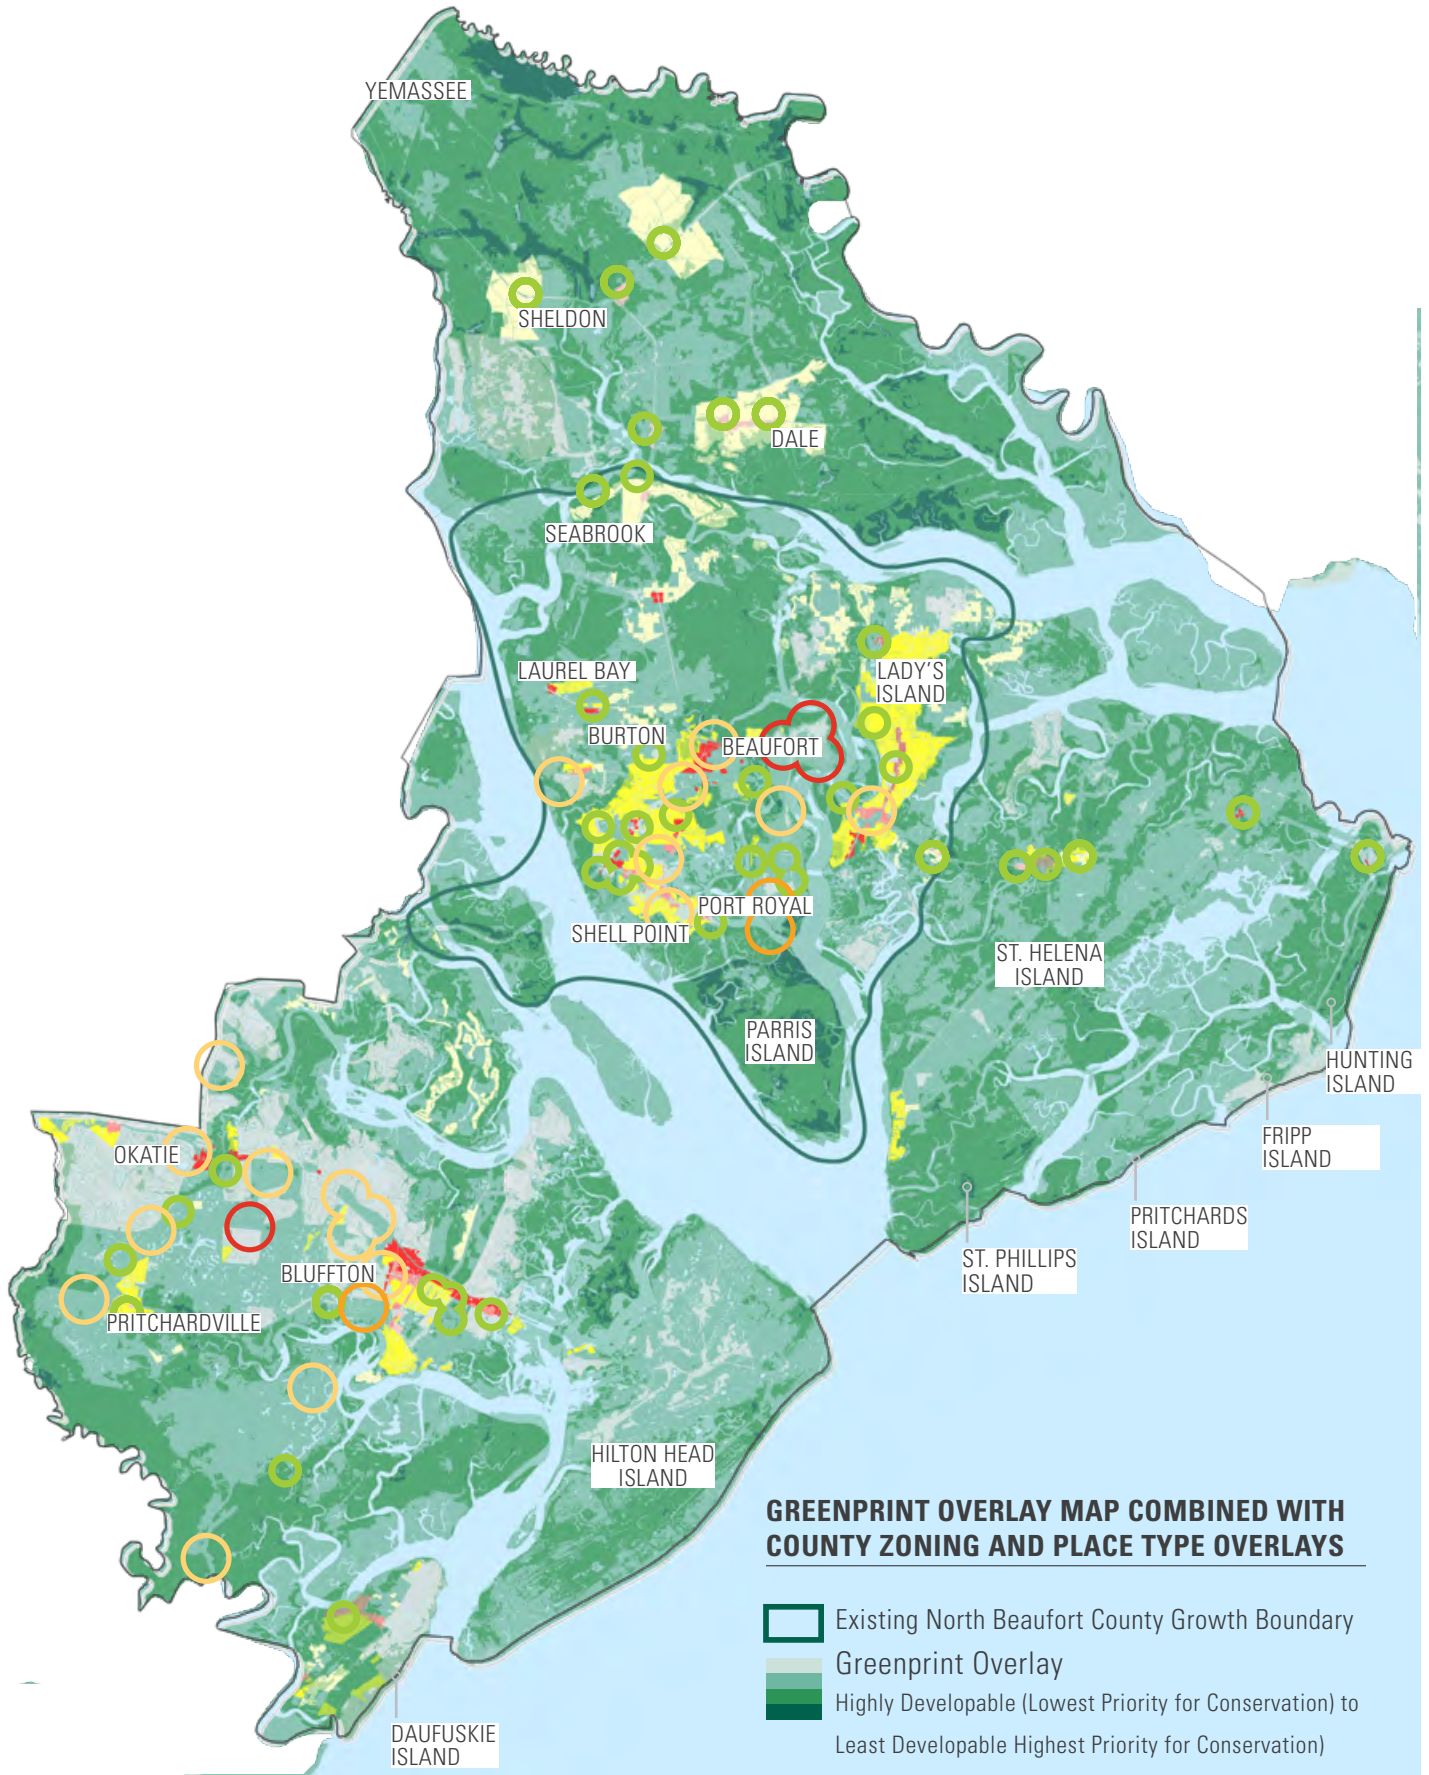 YEMASSEE
SHELDON
DALE
SEABROOK
LAUREL BAY
LADY'S
ISLAND
BURTON
BEAUFORT
PORT ROYAL
SHELL POINT
ST. HELENA
ISLAND
PARRIS
ISLAND
HUNTING
ISLAND
FRIPP
ISLAND
OKATIE
PRITCHARDS
ISLAND
ST. PHILLIPS
ISLAND
BLUFFTON
PRITCHARDVILLE
HILTON HEAD
ISLAND
DAUFUSKIE
ISLAND
GREENPRINT OVERLAY MAP COMBINED WITH
COUNTY ZONING AND PLACE TYPE OVERLAYS
Existing North Beaufort County Growth Boundary
Greenprint Overlay
Highly Developable (Lowest Priority for Conservation) to
Least Developable Highest Priority for Conservation)